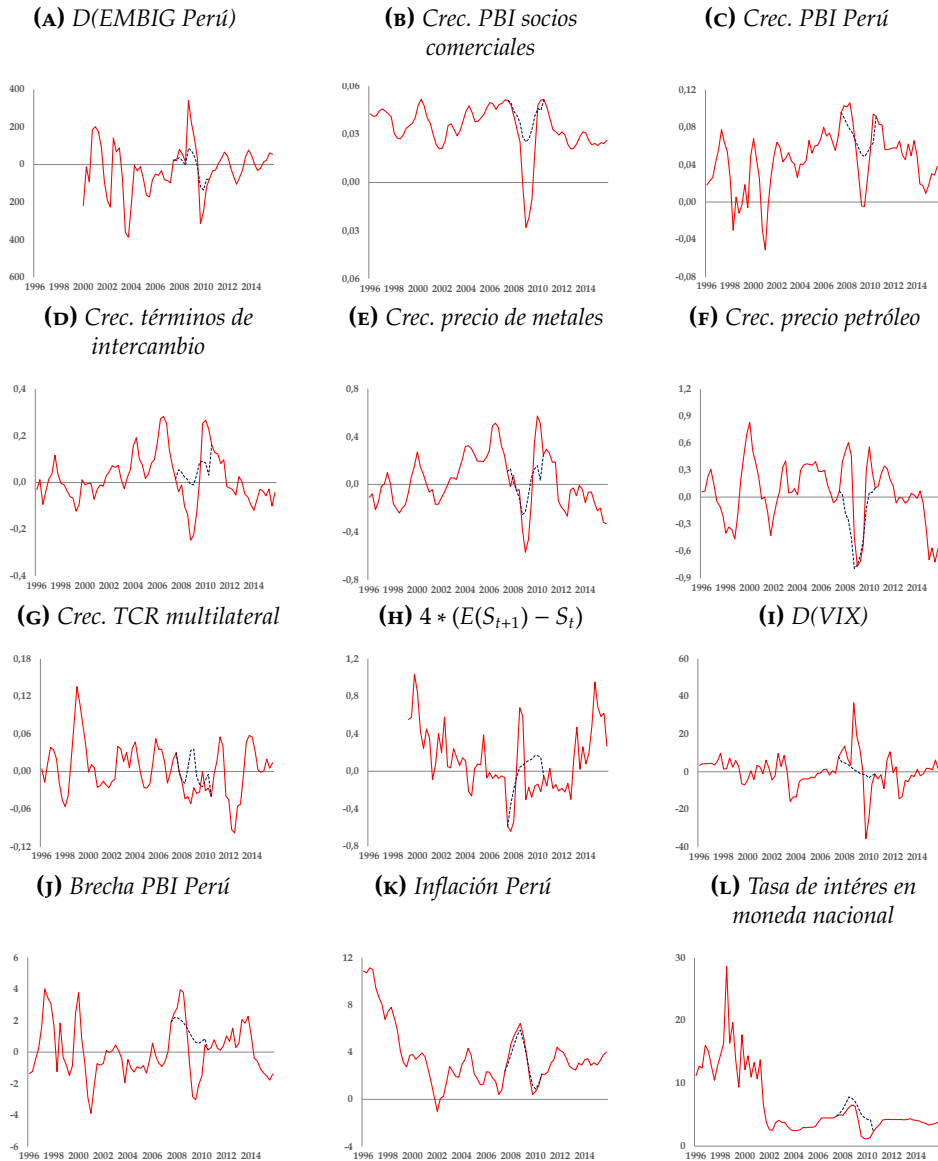 (A) D(EMBIG Perú)
400
200
0
200
400
600
1996 1998 2000 2002 2004 2006 2008 2010 2012 2014
(B) Crec. PBI socios
comerciales
0,06
0,03
0,00
0,03
0,06
1996 1998 2000 2002 2004 2006 2008 2010 2012 2014
(C) Crec. PBI Perú
0,12
0,08
0,04
0,00
-0,04
-0,08
1996 1998 2000 2002 2004 2006 2008 2010 2012 2014
(D) Crec. términos de
intercambio
0,4
0,2
0,0
-0,2
-0,4
1996 1998 2000 2002 2004 2006 2008 2010 2012 2014
(E) Crec. precio de metales
0,8
0,4
0,0
-0,4
-0,8
1996 1998 2000 2002 2004 2006 2008 2010 2012 2014
(F) Crec. precio petróleo
1,2
0,9
0,6
0,3
0,0
-0,3
-0,6
-0,9
1996 1998 2000 2002 2004 2006 2008 2010 2012 2014
(G) Crec. TCR multilateral
0,18
0,12
0,06
0,00
-0,06
-0,12
1996 1998 2000 2002 2004 2006 2008 2010 2012 2014
(H) 4 ∗ (E(S_{t+1}) − S_t)
1,2
0,8
0,4
0,0
-0,4
-0,8
1996 1998 2000 2002 2004 2006 2008 2010 2012 2014
(I) D(VIX)
60
40
20
0
-20
-40
1996 1998 2000 2002 2004 2006 2008 2010 2012 2014
(J) Brecha PBI Perú
6
4
2
0
-2
-4
-6
1996 1998 2000 2002 2004 2006 2008 2010 2012 2014
(K) Inflación Perú
12
8
4
0
-4
1996 1998 2000 2002 2004 2006 2008 2010 2012 2014
(L) Tasa de intéres en
moneda nacional
30
20
10
0
1996 1998 2000 2002 2004 2006 2008 2010 2012 2014